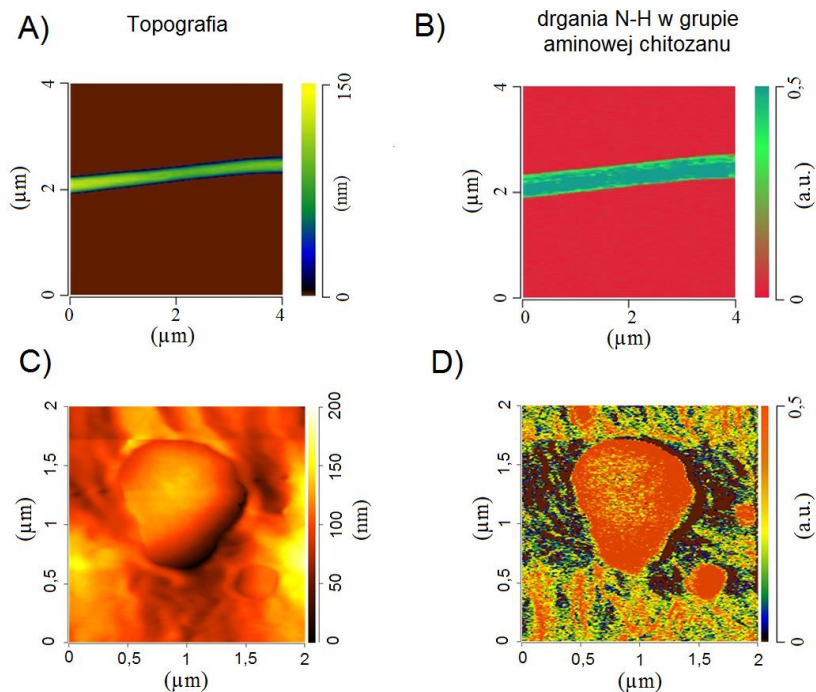 A)
Topografia
4
2
0
(µm)
0
2
4
(µm)
150
(nm)
0
B)
drgania N-H w grupie
aminowej chitozanu
4
2
0
(µm)
0
2
4
(µm)
0,5
(a.u.)
0
C)
2
1,5
1
0,5
0
(µm)
0
0,5
1
1,5
2
(µm)
200
150
100
50
0
(nm)
D)
2
1,5
1
0,5
0
(µm)
0
0,5
1
1,5
2
(µm)
0,5
(a.u.)
0